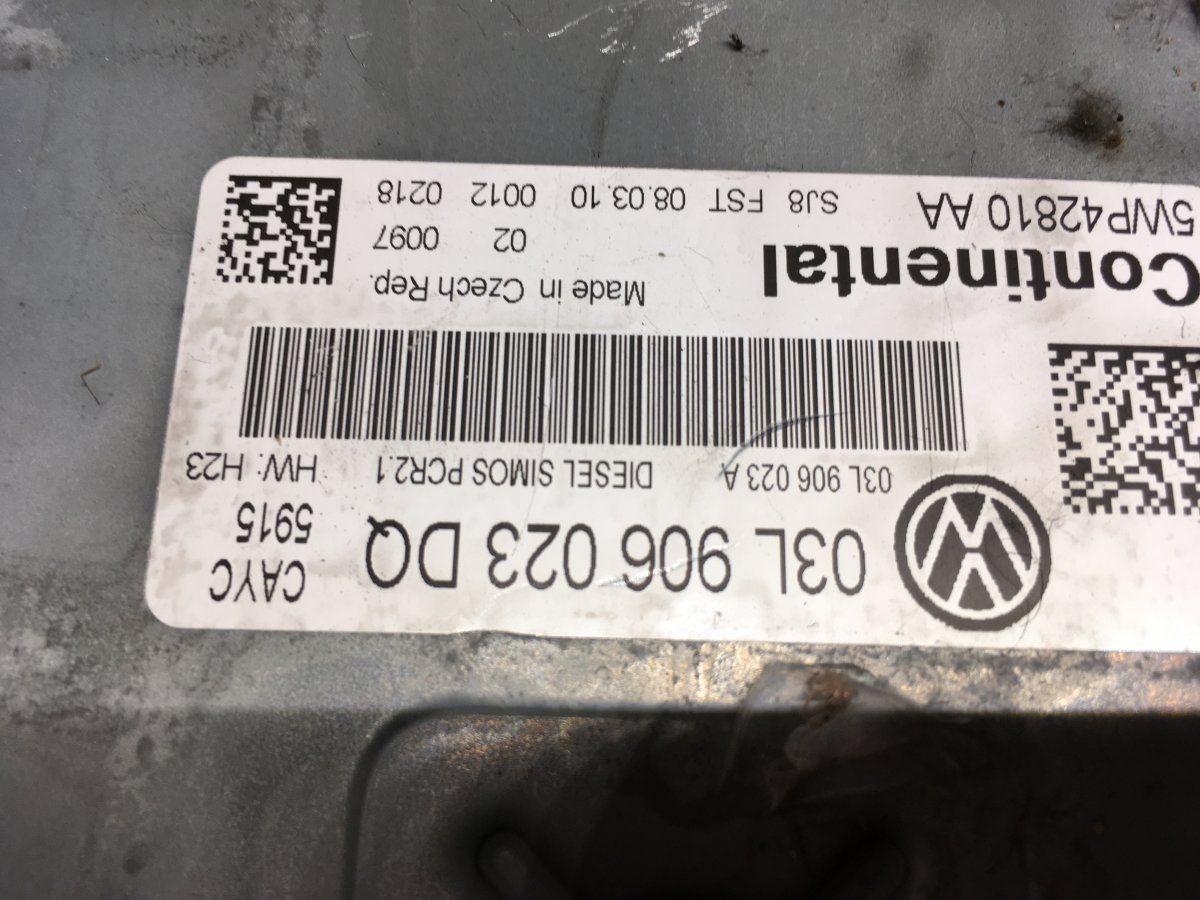 03L 906 023 DQ CAYC
5915
03L 906 023 A DIESEL SIMOS PCR2.1 HW: H23
Continental Made in Czech Rep.
02 0097
5WP42810 AA SJ8 FST 08.03.10 0012 0218